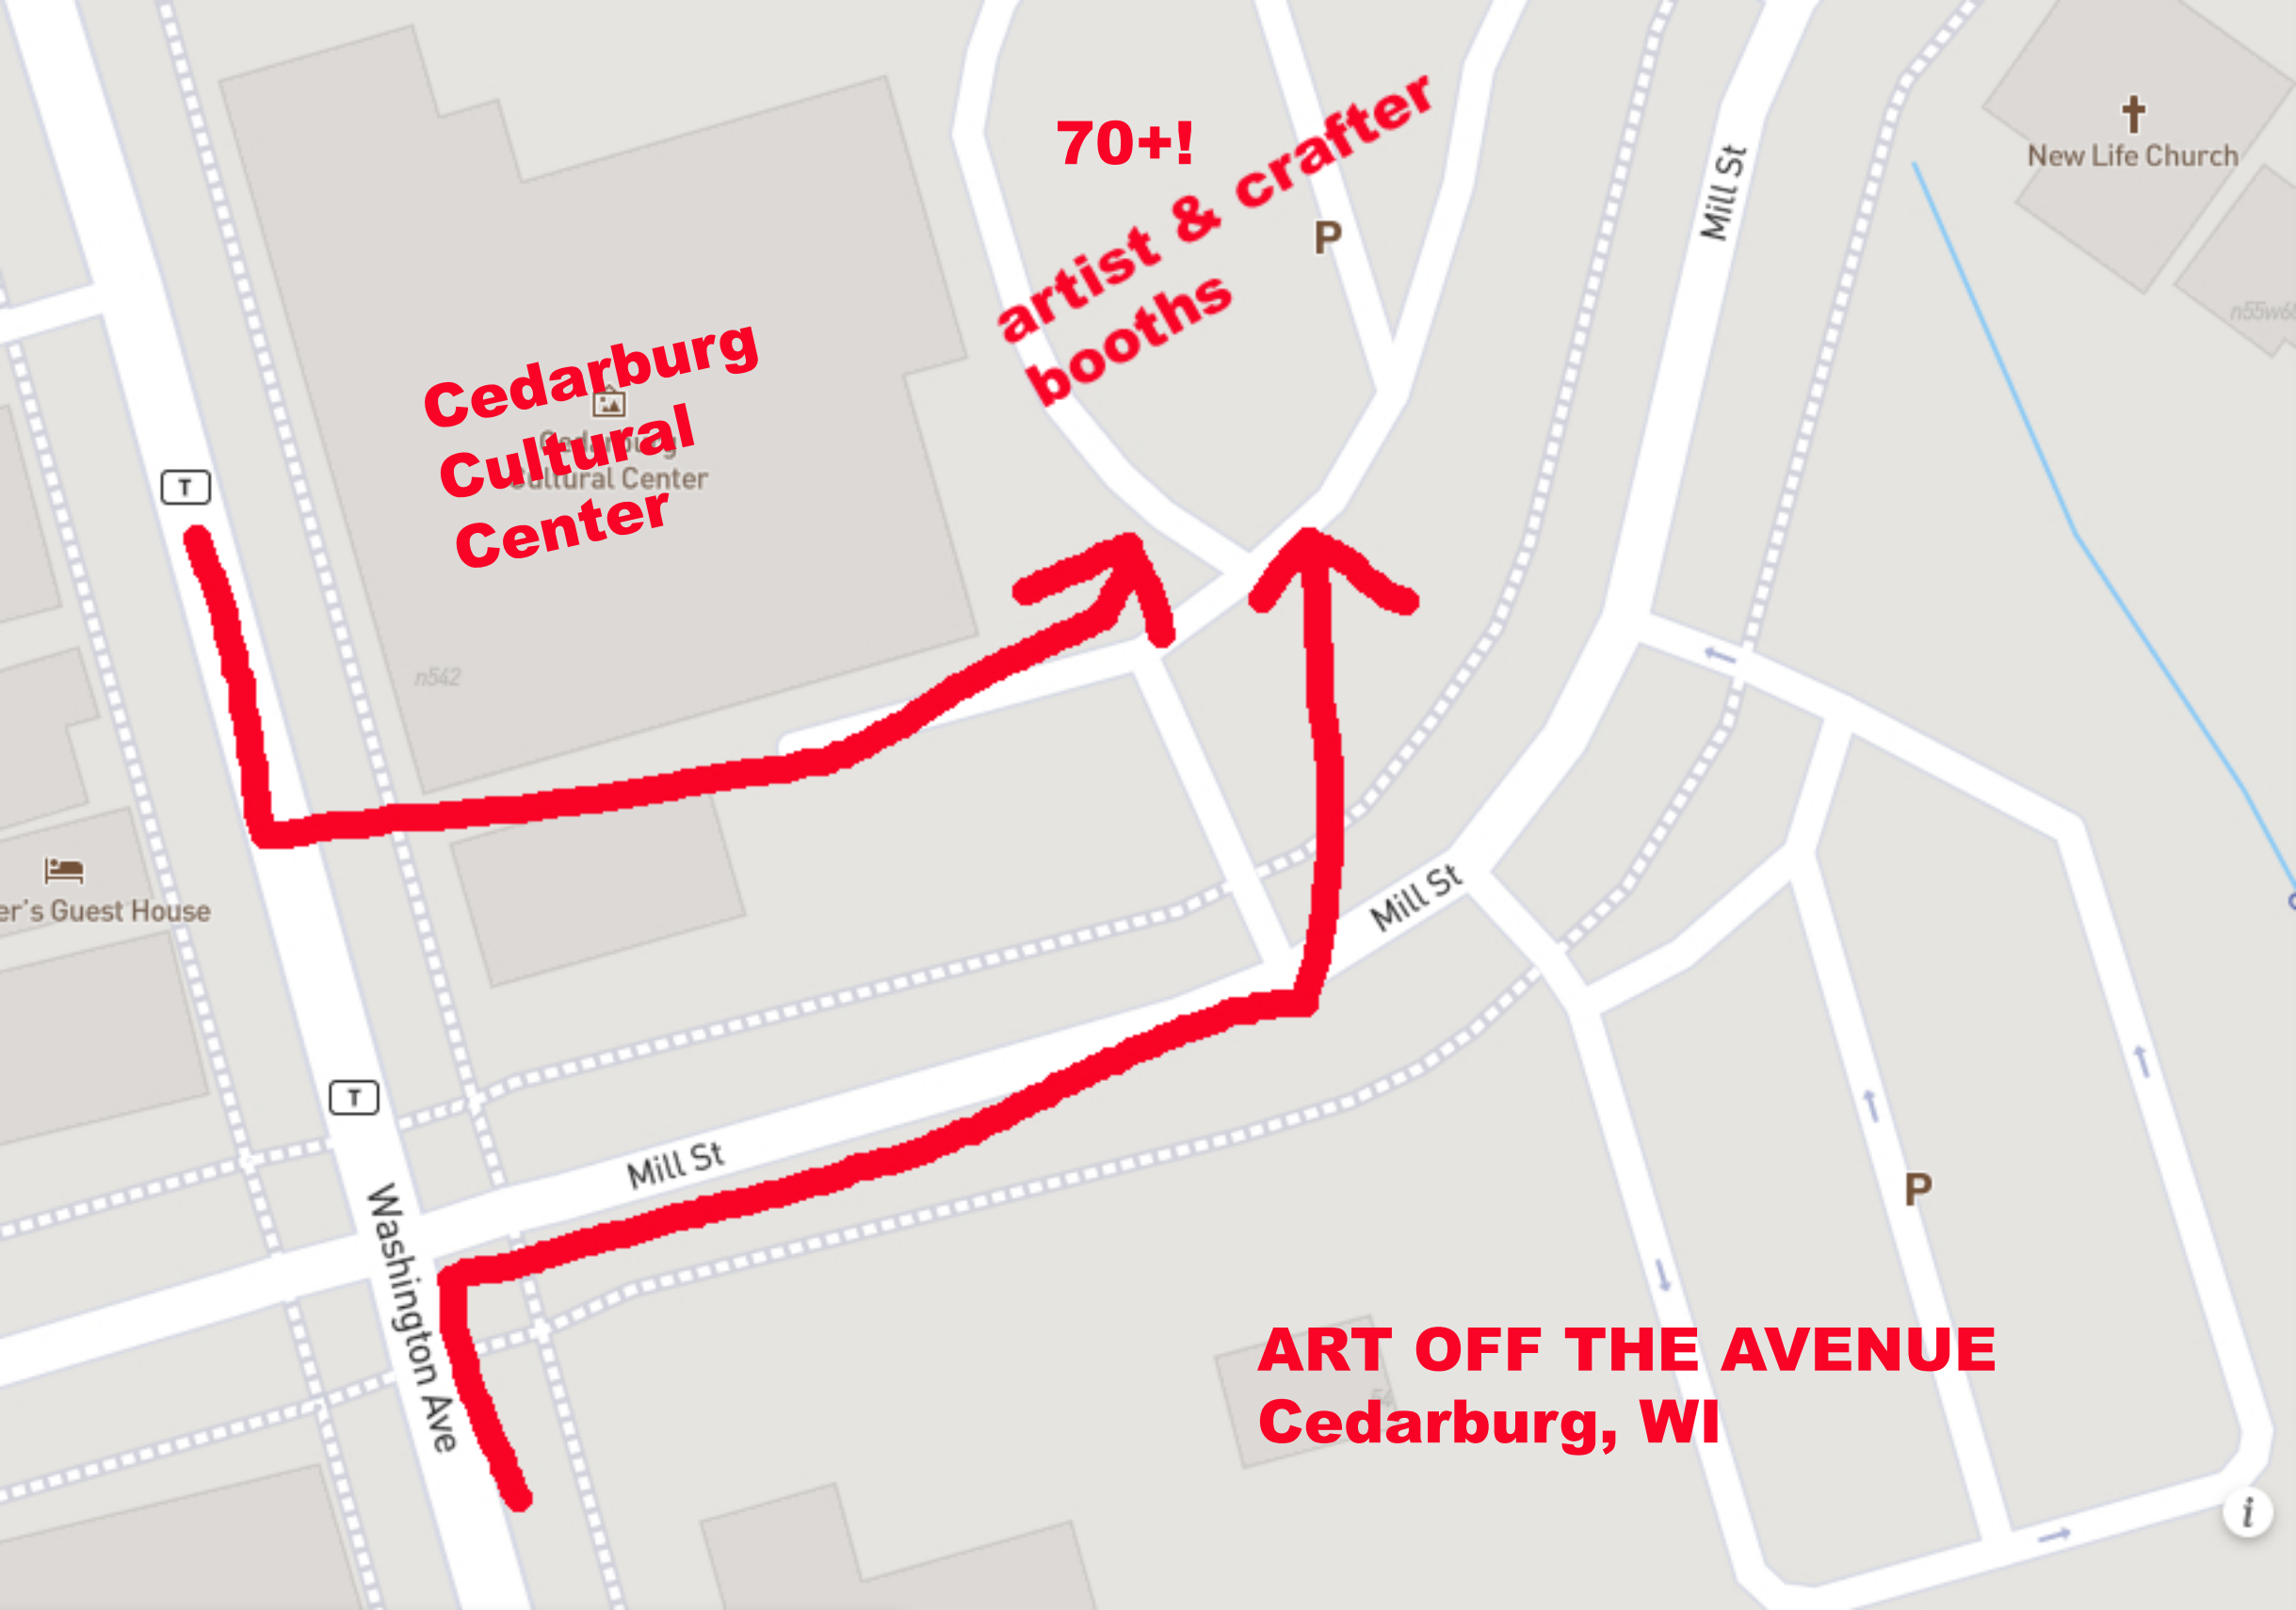 70+!
artist & crafter
booths
P
Mill St
New Life Church
n55w6
Cedarburg
Cultural
Center
Cultural Center
T
n542
er's Guest House
Mill St
T
Mill St
Washington Ave
P
ART OFF THE AVENUE
Cedarburg, WI
i